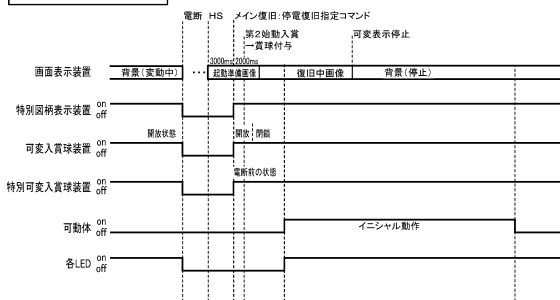 電断 HS メイン復旧:停電復旧指定コマンド
第2始動入賞
→賞球付与
可変表示停止
3000ms 2000ms
画面表示装置 背景(変動中) ・・・ 起動準備画像 復旧中画像 背景(停止)
特別図柄表示装置 on
off
開放状態 開放 閉鎖
可変入賞球装置 on
off
電断前の状態
特別可変入賞球装置 on
off
可動体 on
off
イニシャル動作
各LED on
off